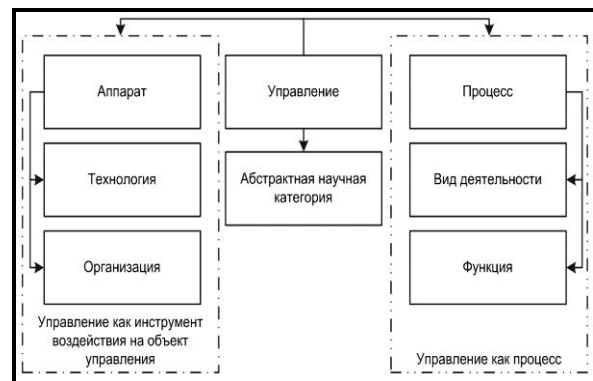 Аппарат
Управление
Процесс
Технология
Абстрактная научная
категория
Вид деятельности
Организация
Функция
Управление как инструмент
воздействия на объект
управления
Управление как процесс